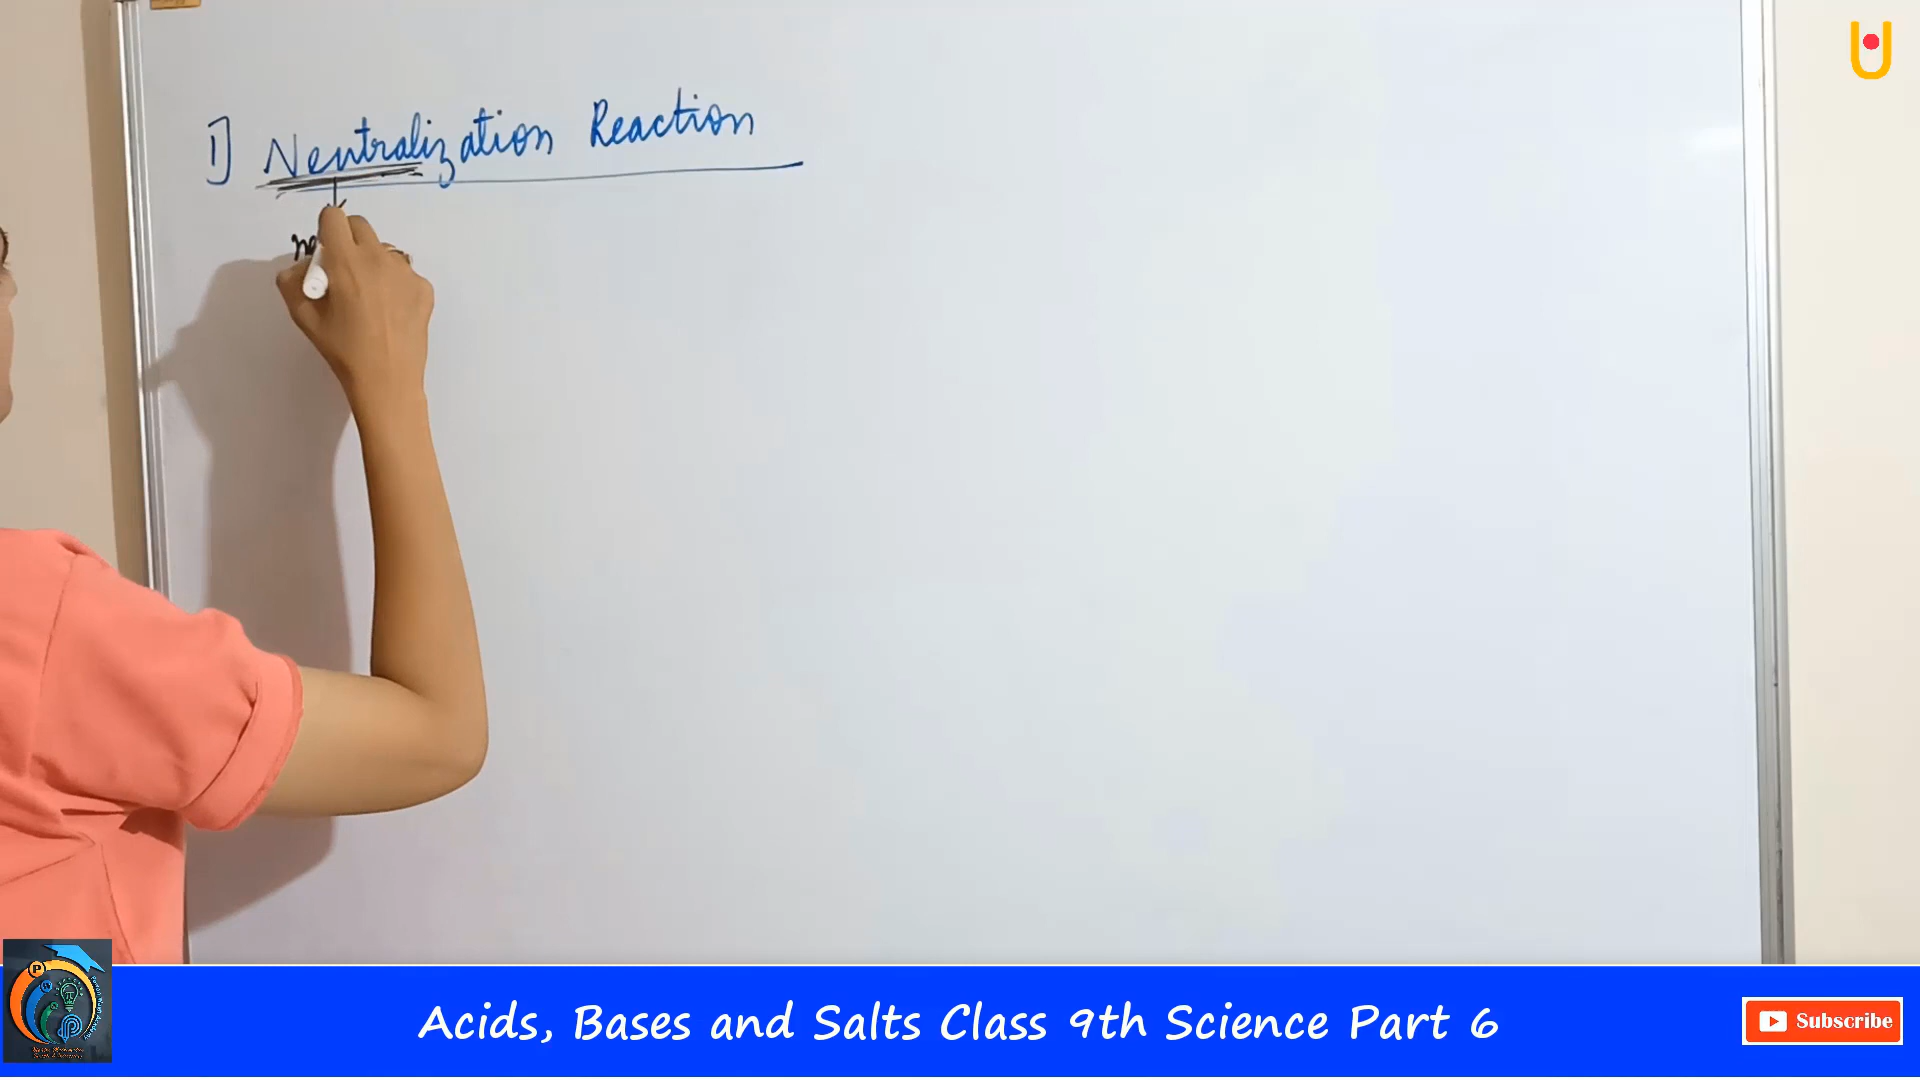 1] Neutralization Reaction
Acids, Bases and Salts Class 9th Science Part 6
Subscribe